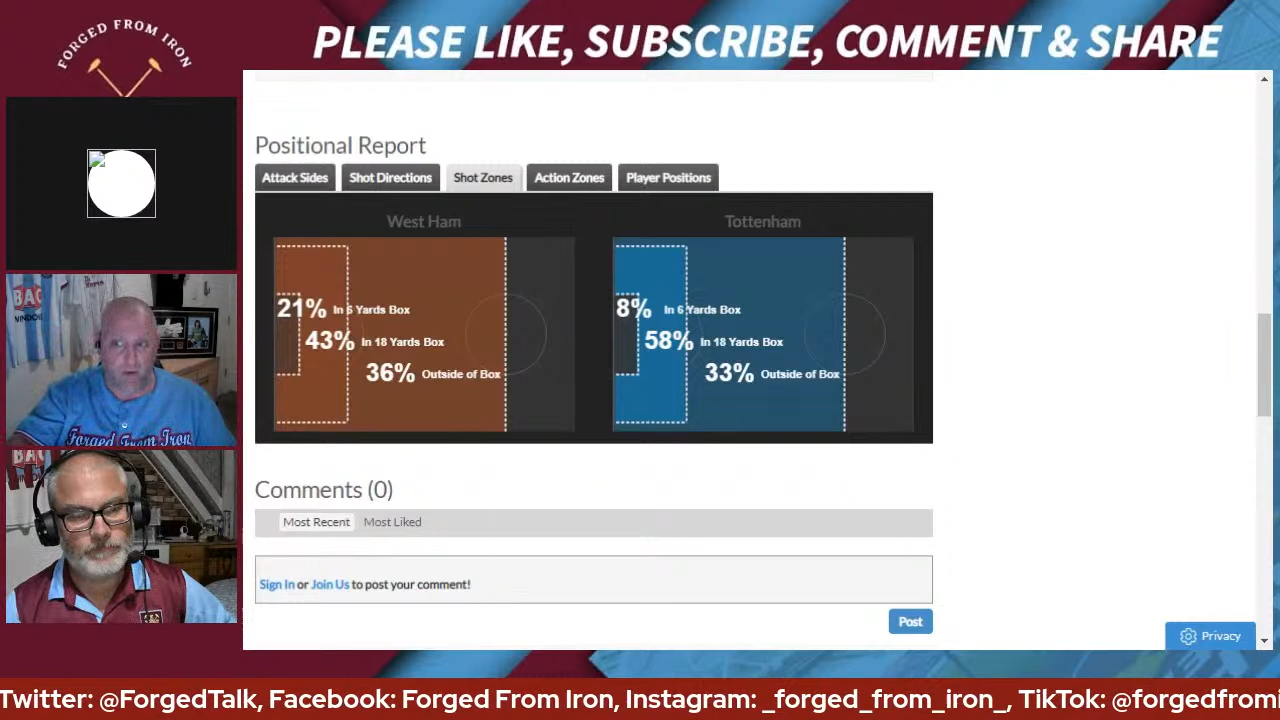 FORGED FROM IRON
PLEASE LIKE, SUBSCRIBE, COMMENT & SHARE
Positional Report
Attack Sides
Shot Directions
Shot Zones
Action Zones
Player Positions
West Ham
Tottenham
21% In 6 Yards Box
43% In 18 Yards Box
36% Outside of Box
8% In 6 Yards Box
58% In 18 Yards Box
33% Outside of Box
Forged From Iron
Comments (0)
Most Recent
Most Liked
Sign In or Join Us to post your comment!
Post
Privacy
Twitter: @ForgedTalk, Facebook: Forged From Iron, Instagram: _forged_from_iron_, TikTok: @forgedfromi